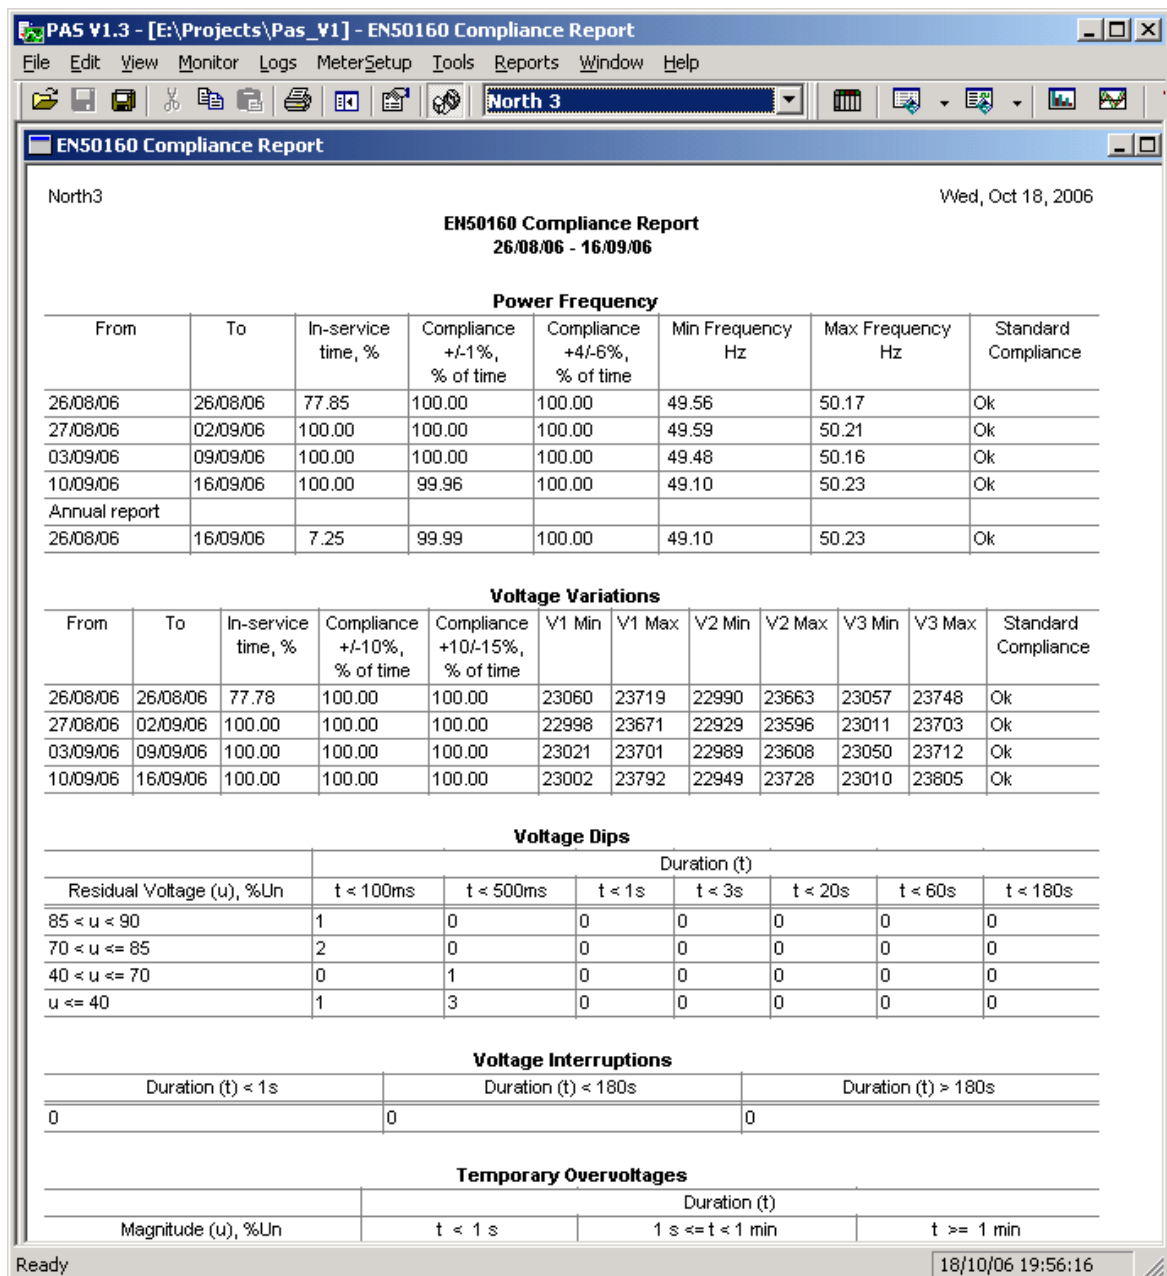 PAS V1.3 - [E:\Projects\Pas_V1] - EN50160 Compliance Report
File Edit View Monitor Logs MeterSetup Tools Reports Window Help
North 3
EN50160 Compliance Report
North3 Wed, Oct 18, 2006
EN50160 Compliance Report
26/08/06 - 16/09/06
Power Frequency
From To In-service Compliance Compliance Min Frequency Max Frequency Standard
time, % +/-1%, +4/-6%, Hz Hz Compliance
% of time % of time
26/08/06 26/08/06 77.85 100.00 100.00 49.56 50.17 Ok
27/08/06 02/09/06 100.00 100.00 100.00 49.59 50.21 Ok
03/09/06 09/09/06 100.00 100.00 100.00 49.48 50.16 Ok
10/09/06 16/09/06 100.00 99.96 100.00 49.10 50.23 Ok
Annual report
26/08/06 16/09/06 7.25 99.99 100.00 49.10 50.23 Ok
Voltage Variations
From To In-service Compliance Compliance V1 Min V1 Max V2 Min V2 Max V3 Min V3 Max Standard
time, % +/-10%, +10/-15%, Compliance
% of time % of time
26/08/06 26/08/06 77.78 100.00 100.00 23060 23719 22990 23663 23057 23748 Ok
27/08/06 02/09/06 100.00 100.00 100.00 22998 23671 22929 23596 23011 23703 Ok
03/09/06 09/09/06 100.00 100.00 100.00 23021 23701 22989 23608 23050 23712 Ok
10/09/06 16/09/06 100.00 100.00 100.00 23002 23792 22949 23728 23010 23805 Ok
Voltage Dips
Duration (t)
Residual Voltage (u), %Un t < 100ms t < 500ms t < 1s t < 3s t < 20s t < 60s t < 180s
85 < u < 90 1 0 0 0 0 0 0
70 < u <= 85 2 0 0 0 0 0 0
40 < u <= 70 0 1 0 0 0 0 0
u <= 40 1 3 0 0 0 0 0
Voltage Interruptions
Duration (t) < 1s Duration (t) < 180s Duration (t) > 180s
0 0 0
Temporary Overvoltages
Duration (t)
Magnitude (u), %Un t < 1 s 1 s <= t < 1 min t >= 1 min
Ready 18/10/06 19:56:16